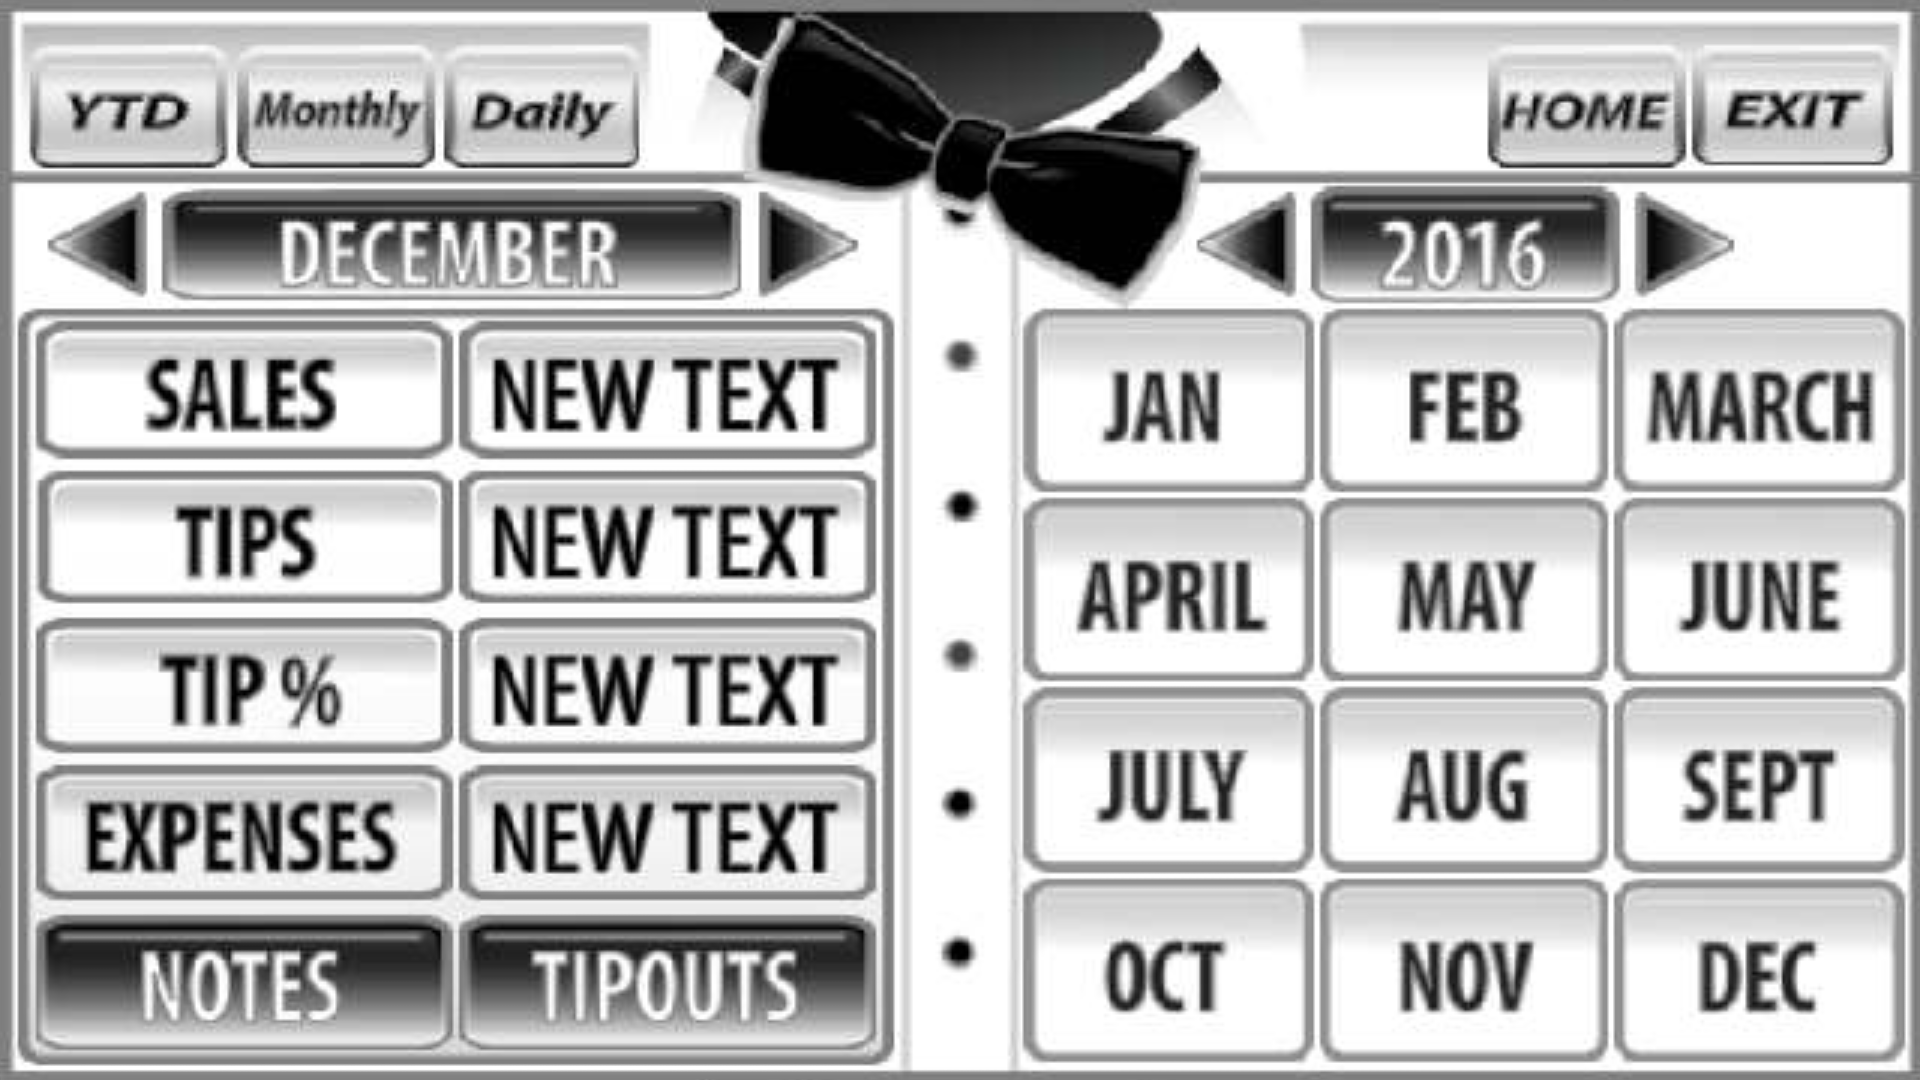 YTD Monthly Daily HOME EXIT
DECEMBER 2016
SALES NEW TEXT
TIPS NEW TEXT
TIP % NEW TEXT
EXPENSES NEW TEXT
NOTES TIPOUTS
JAN FEB MARCH
APRIL MAY JUNE
JULY AUG SEPT
OCT NOV DEC